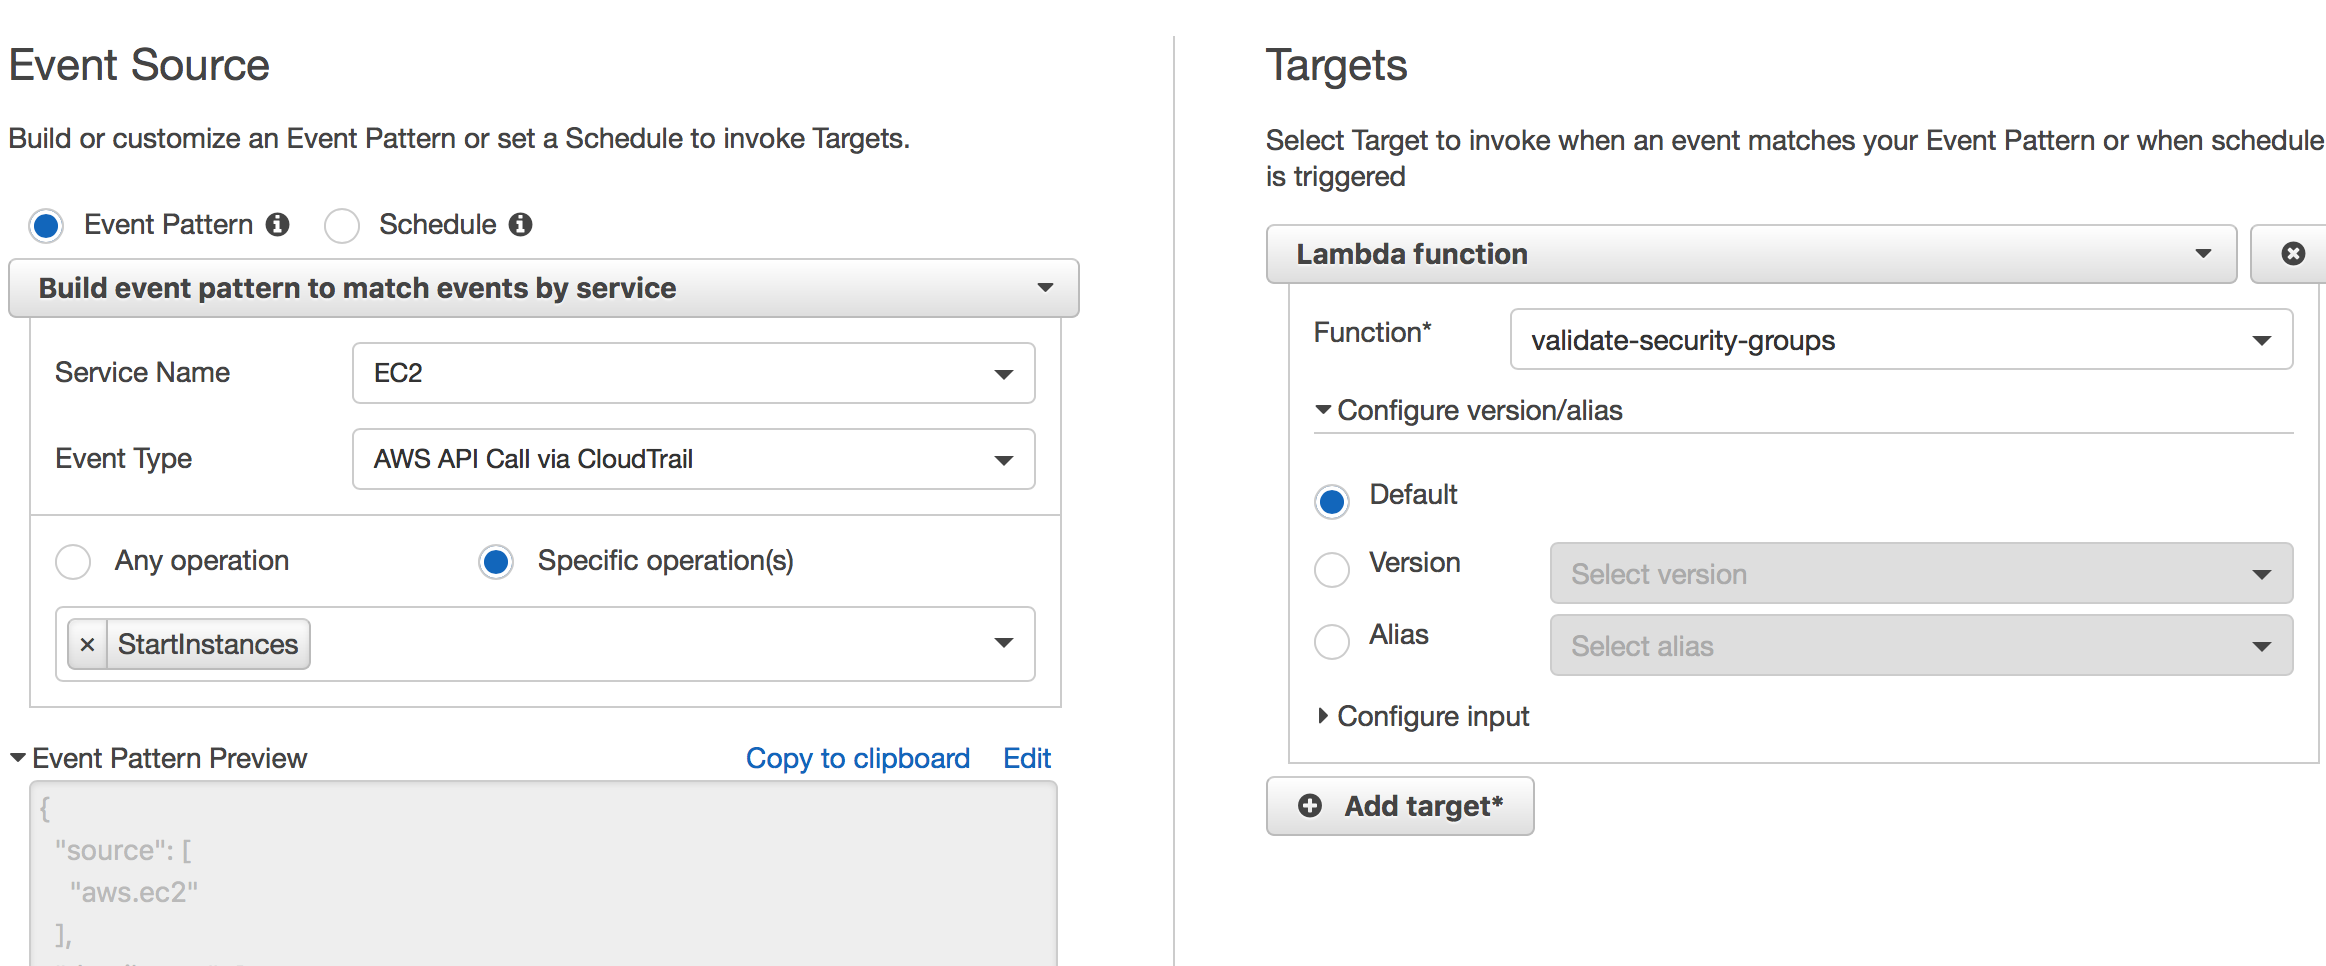 Event Source
Build or customize an Event Pattern or set a Schedule to invoke Targets.
Event Pattern
Schedule
Build event pattern to match events by service
Service Name
EC2
Event Type
AWS API Call via CloudTrail
Any operation
Specific operation(s)
× StartInstances
Event Pattern Preview
Copy to clipboard
Edit
{
"source": [
"aws.ec2"
],
Targets
Select Target to invoke when an event matches your Event Pattern or when schedule
is triggered
Lambda function
Function*
validate-security-groups
Configure version/alias
Default
Version
Select version
Alias
Select alias
Configure input
Add target*